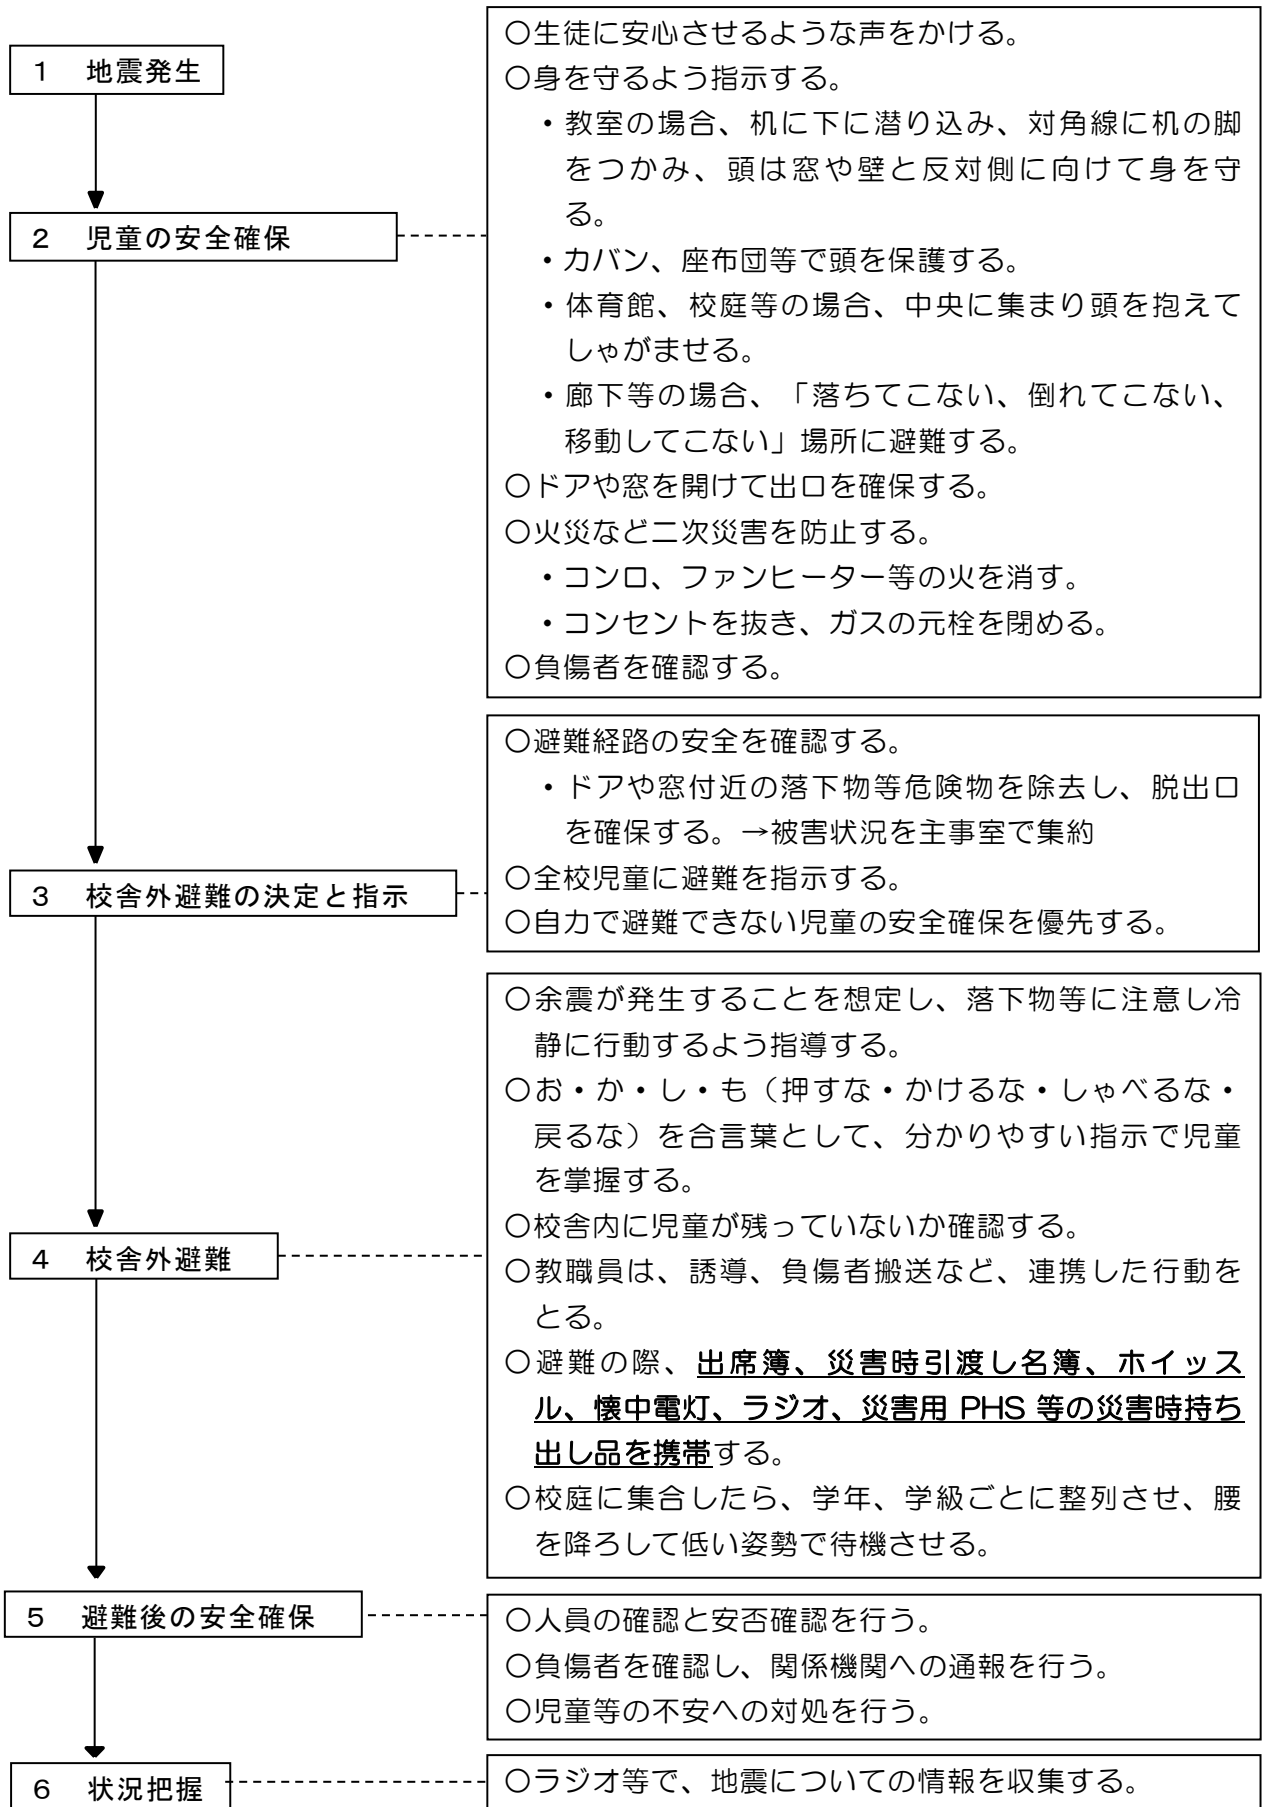 1 地震発生
○生徒に安心させるような声をかける。
○身を守るよう指示する。
・教室の場合、机に下に潜り込み、対角線に机の脚
をつかみ、頭は窓や壁と反対側に向けて身を守
る。
・カバン、座布団等で頭を保護する。
・体育館、校庭等の場合、中央に集まり頭を抱えて
しゃがませる。
・廊下等の場合、「落ちてこない、倒れてこない、
移動してこない」場所に避難する。
○ドアや窓を開けて出口を確保する。
○火災など二次災害を防止する。
・コンロ、ファンヒーター等の火を消す。
・コンセントを抜き、ガスの元栓を閉める。
○負傷者を確認する。
2 児童の安全確保
○避難経路の安全を確認する。
・ドアや窓付近の落下物等危険物を除去し、脱出口
を確保する。→被害状況を主事室で集約
○全校児童に避難を指示する。
○自力で避難できない児童の安全確保を優先する。
3 校舎外避難の決定と指示
○余震が発生することを想定し、落下物等に注意し冷
静に行動するよう指導する。
○お・か・し・も（押すな・かけるな・しゃべるな・
戻るな）を合言葉として、分かりやすい指示で児童
を掌握する。
○校舎内に児童が残っていないか確認する。
○教職員は、誘導、負傷者搬送など、連携した行動を
とる。
○避難の際、出席簿、災害時引渡し名簿、ホイッス
ル、懐中電灯、ラジオ、災害用 PHS 等の災害時持ち
出し品を携帯する。
○校庭に集合したら、学年、学級ごとに整列させ、腰
を降ろして低い姿勢で待機させる。
4 校舎外避難
5 避難後の安全確保
○人員の確認と安否確認を行う。
○負傷者を確認し、関係機関への通報を行う。
○児童等の不安への対処を行う。
6 状況把握
○ラジオ等で、地震についての情報を収集する。